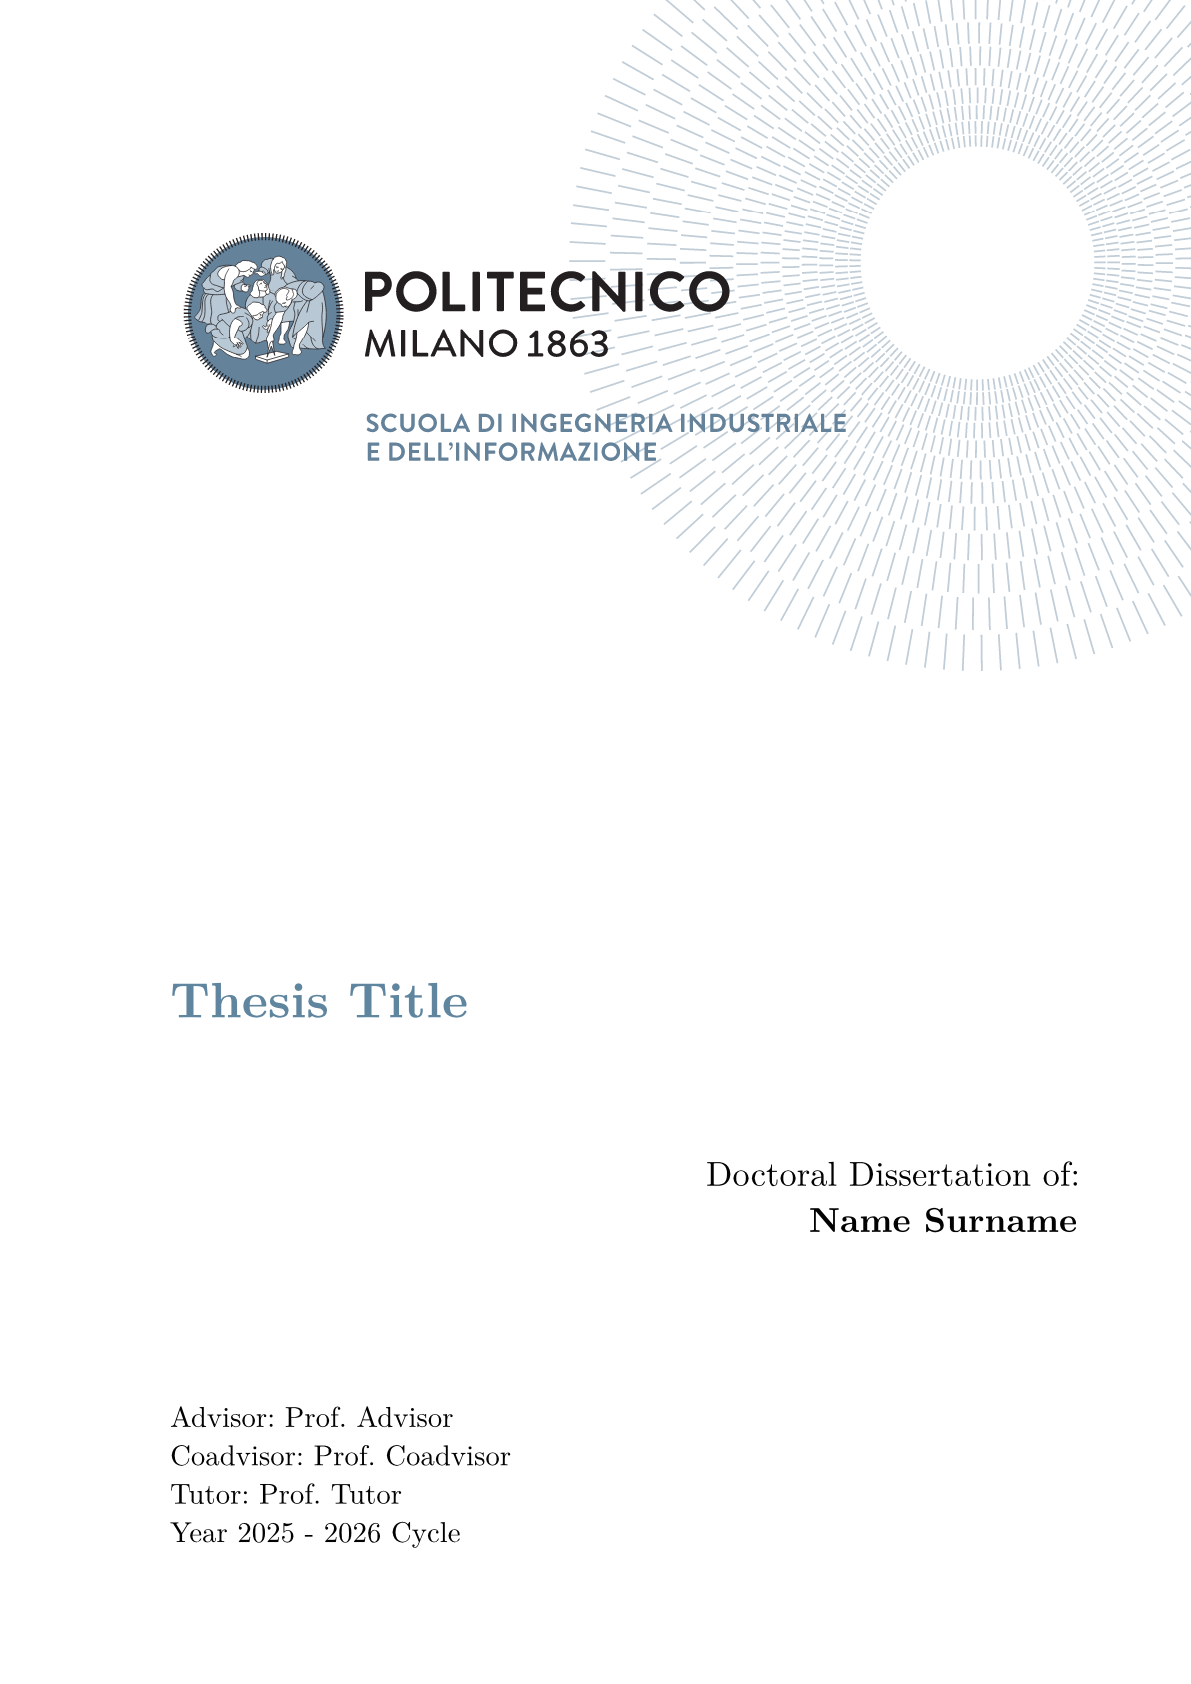 POLITECNICO
MILANO 1863
SCUOLA DI INGEGNERIA INDUSTRIALE
E DELL'INFORMAZIONE
Thesis Title
Doctoral Dissertation of:
Name Surname
Advisor: Prof. Advisor
Coadvisor: Prof. Coadvisor
Tutor: Prof. Tutor
Year 2025 - 2026 Cycle